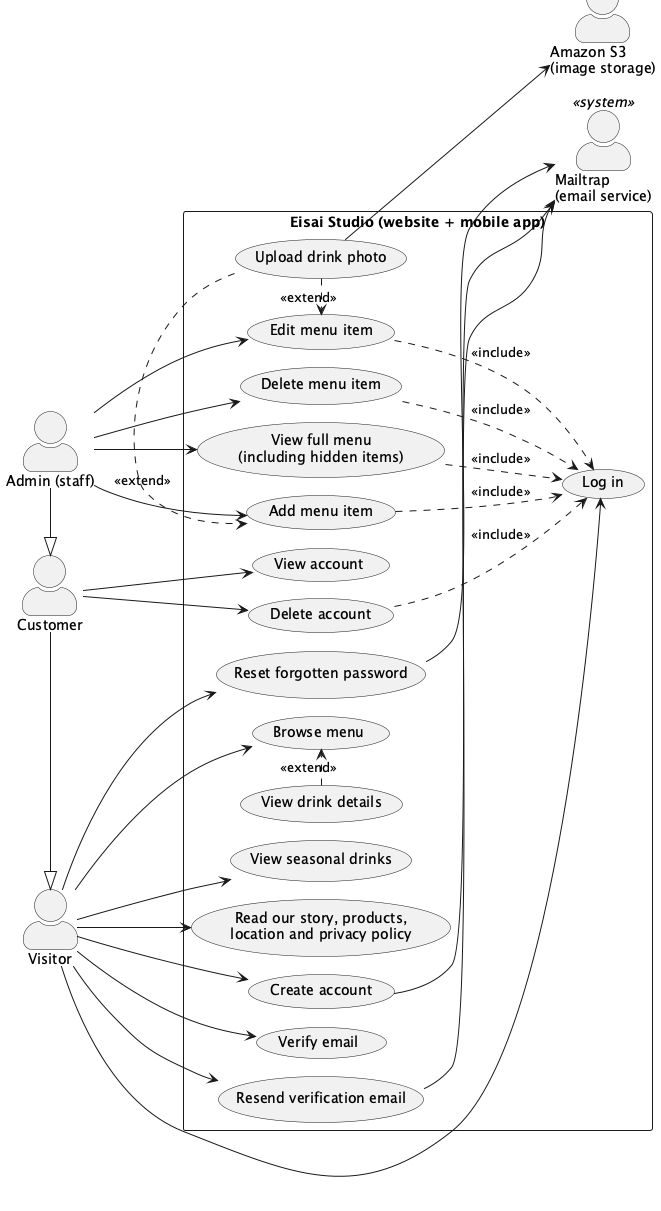 Amazon S3
(image storage)
«system»
Mailtrap
(email service)
Eisai Studio (website + mobile app)
Upload drink photo
«extend»
Edit menu item
«include»
Delete menu item
«include»
View full menu
(including hidden items)
«include»
Admin (staff)
«extend»
Log in
«include»
Add menu item
«include»
View account
Delete account
Customer
Reset forgotten password
Browse menu
«extend»
View drink details
View seasonal drinks
Read our story, products,
location and privacy policy
Visitor
Create account
Verify email
Resend verification email